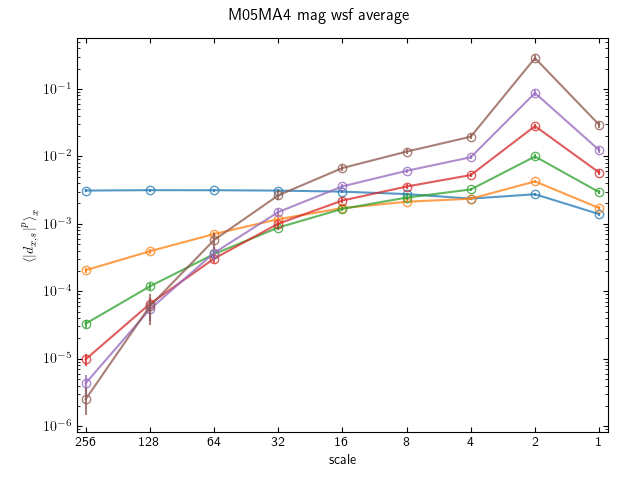 M05MA4 mag wsf average
⟨|d_{x,s}|^p⟩_x
10^{-1}
10^{-2}
10^{-3}
10^{-4}
10^{-5}
10^{-6}
256 128 64 32 16 8 4 2 1
scale